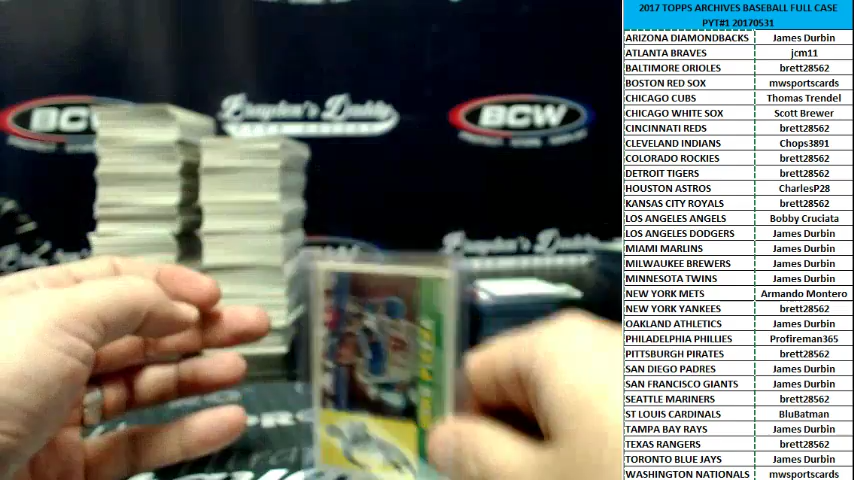 2017 TOPPS ARCHIVES BASEBALL FULL CASE
PYT#1 20170531
ARIZONA DIAMONDBACKS James Durbin
ATLANTA BRAVES jcm11
BALTIMORE ORIOLES brett28562
BOSTON RED SOX mwsportscards
CHICAGO CUBS Thomas Trendel
CHICAGO WHITE SOX Scott Brewer
CINCINNATI REDS brett28562
CLEVELAND INDIANS Chops3891
COLORADO ROCKIES brett28562
DETROIT TIGERS brett28562
HOUSTON ASTROS CharlesP28
KANSAS CITY ROYALS brett28562
LOS ANGELES ANGELS Bobby Cruciata
LOS ANGELES DODGERS James Durbin
MIAMI MARLINS James Durbin
MILWAUKEE BREWERS James Durbin
MINNESOTA TWINS James Durbin
NEW YORK METS Armando Montero
NEW YORK YANKEES brett28562
OAKLAND ATHLETICS James Durbin
PHILADELPHIA PHILLIES Profireman365
PITTSBURGH PIRATES brett28562
SAN DIEGO PADRES James Durbin
SAN FRANCISCO GIANTS James Durbin
SEATTLE MARINERS brett28562
ST LOUIS CARDINALS BluBatman
TAMPA BAY RAYS James Durbin
TEXAS RANGERS brett28562
TORONTO BLUE JAYS James Durbin
WASHINGTON NATIONALS mwsportscards
BCW
Brayden's Daddy
BCW
Brayden's Daddy